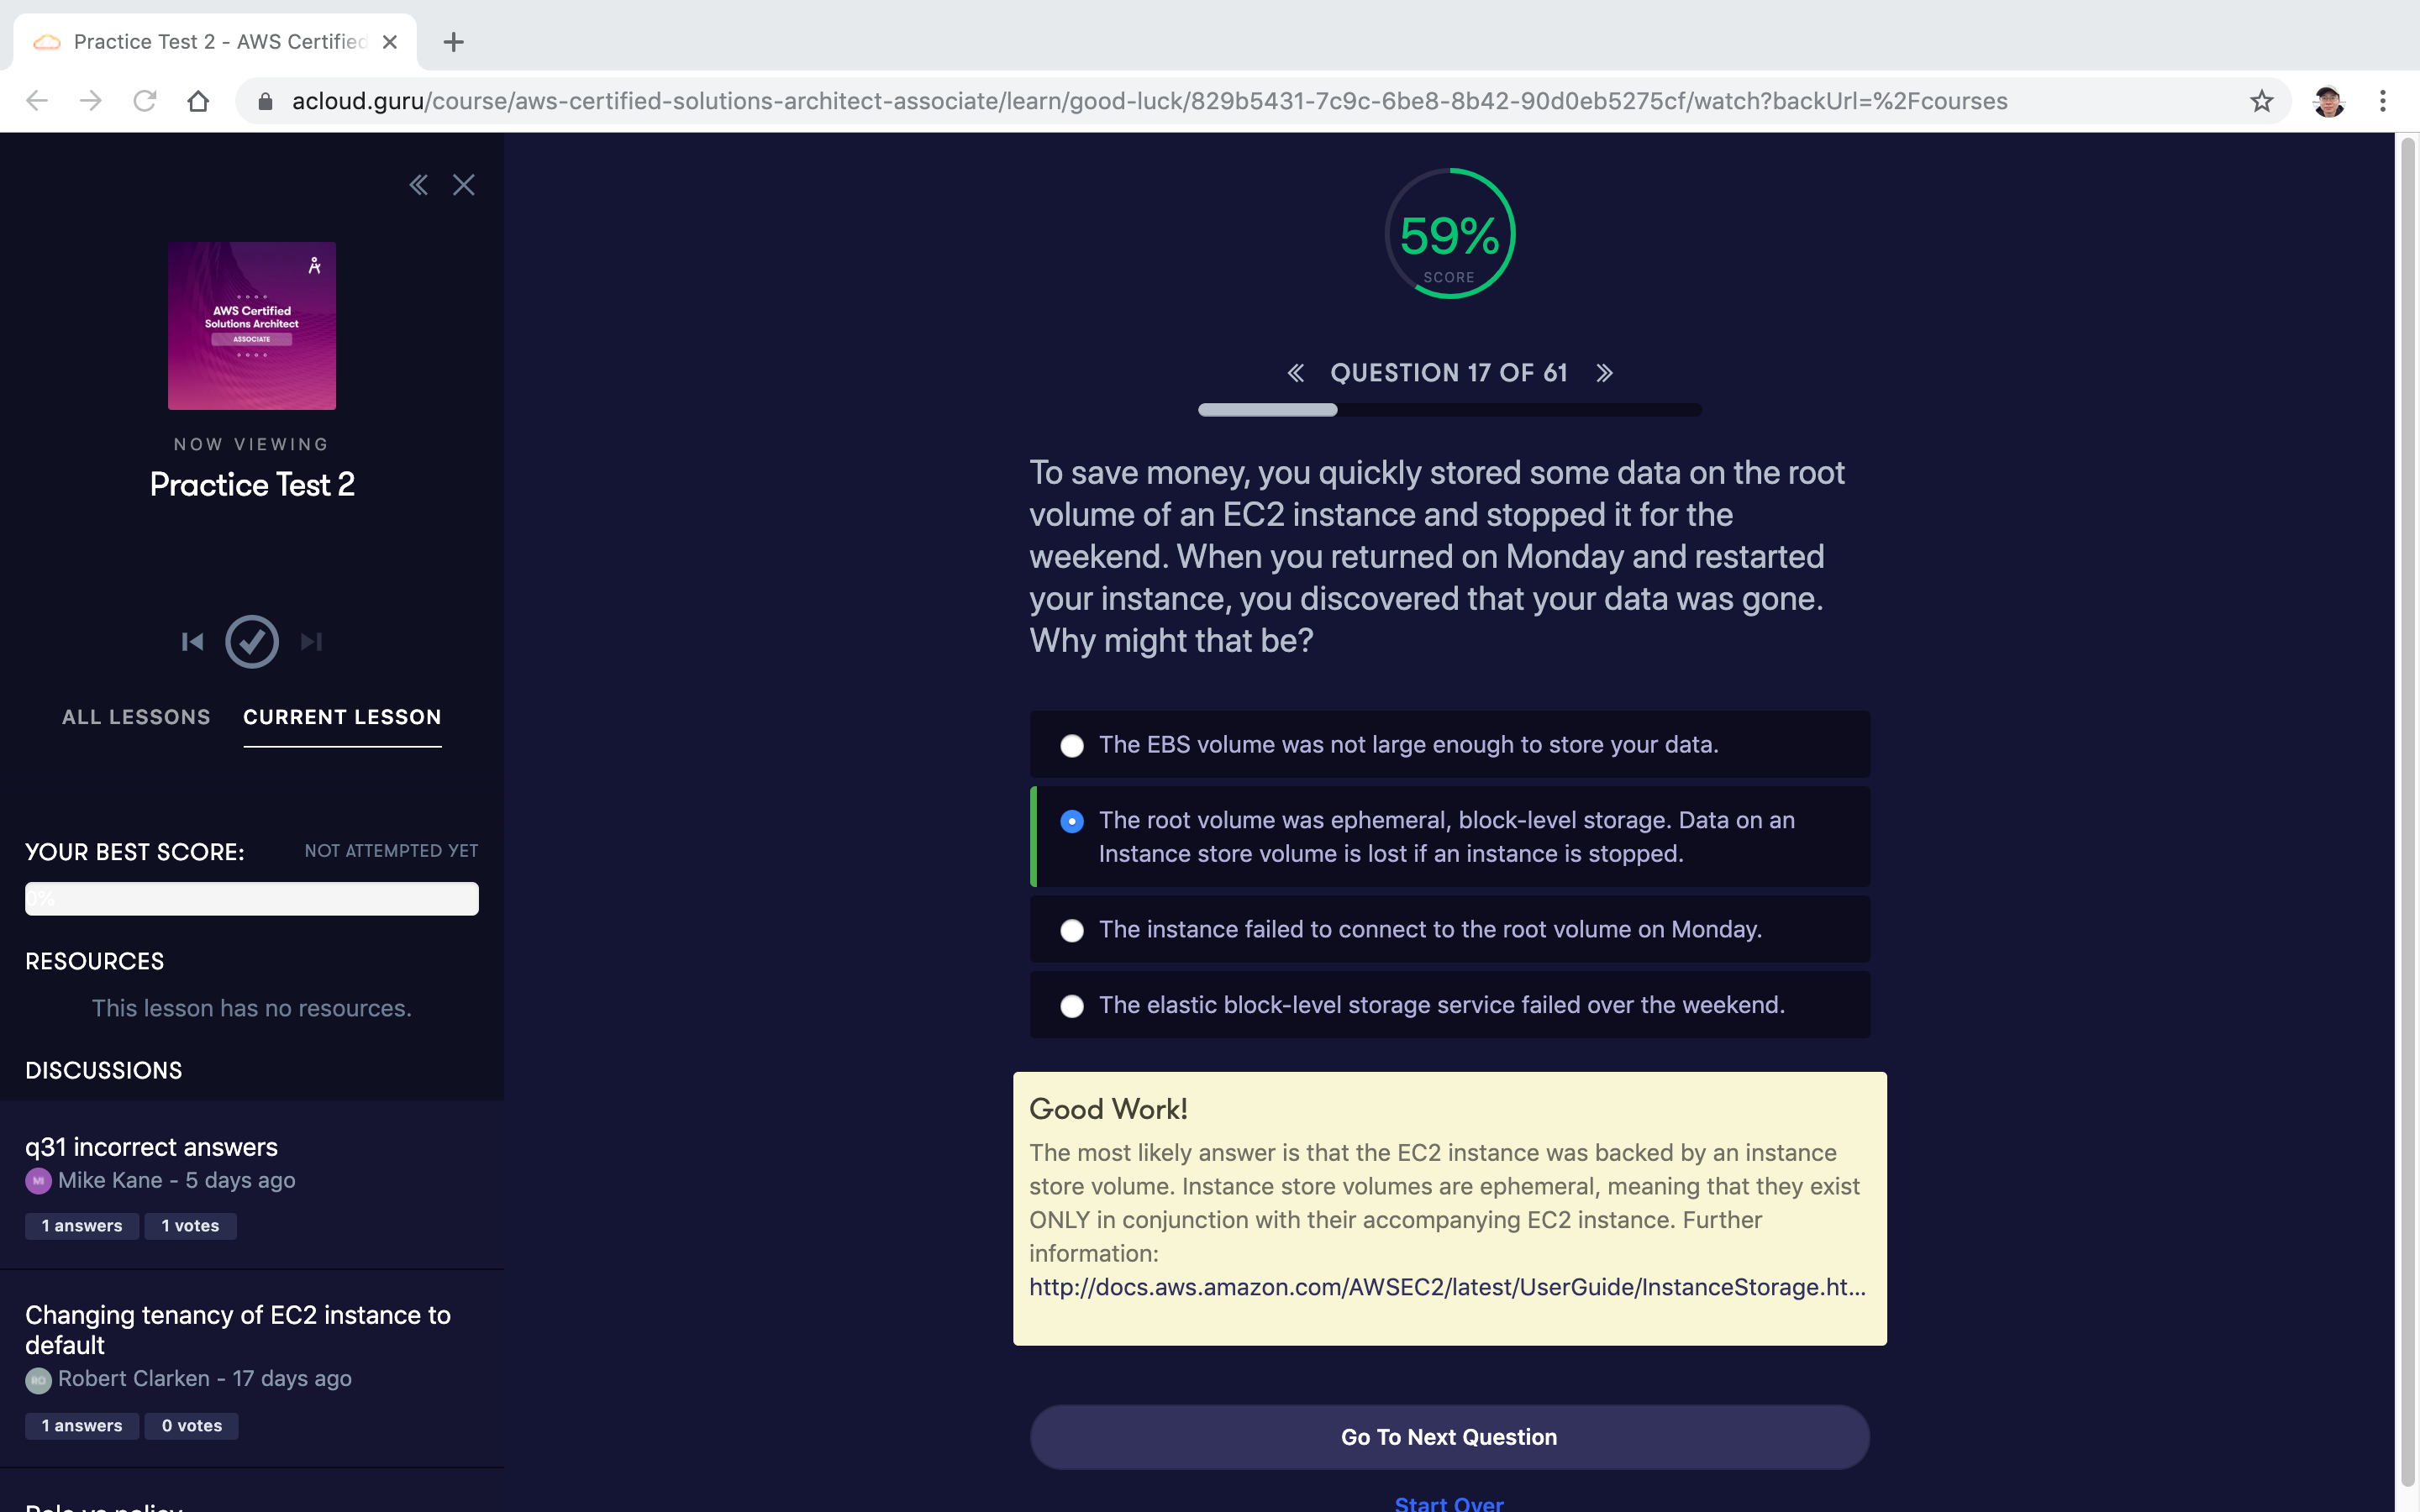 Practice Test 2 - AWS Certified
acloud.guru/course/aws-certified-solutions-architect-associate/learn/good-luck/829b5431-7c9c-6be8-8b42-90d0eb5275cf/watch?backUrl=%2Fcourses
AWS Certified
Solutions Architect
ASSOCIATE
NOW VIEWING
Practice Test 2
ALL LESSONS
CURRENT LESSON
YOUR BEST SCORE:
NOT ATTEMPTED YET
0%
RESOURCES
This lesson has no resources.
DISCUSSIONS
q31 incorrect answers
MI
Mike Kane - 5 days ago
1 answers
1 votes
Changing tenancy of EC2 instance to
default
RO
Robert Clarken - 17 days ago
1 answers
0 votes
Role vs policy
59%
SCORE
QUESTION 17 OF 61
To save money, you quickly stored some data on the root
volume of an EC2 instance and stopped it for the
weekend. When you returned on Monday and restarted
your instance, you discovered that your data was gone.
Why might that be?
The EBS volume was not large enough to store your data.
The root volume was ephemeral, block-level storage. Data on an
Instance store volume is lost if an instance is stopped.
The instance failed to connect to the root volume on Monday.
The elastic block-level storage service failed over the weekend.
Good Work!
The most likely answer is that the EC2 instance was backed by an instance
store volume. Instance store volumes are ephemeral, meaning that they exist
ONLY in conjunction with their accompanying EC2 instance. Further
information:
http://docs.aws.amazon.com/AWSEC2/latest/UserGuide/InstanceStorage.ht...
Go To Next Question
Start Over